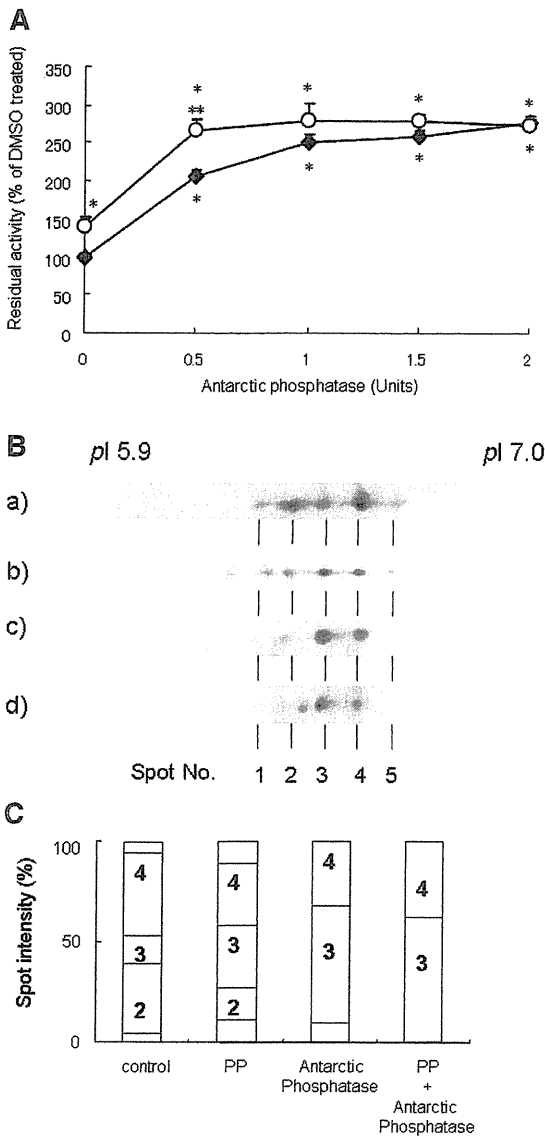 A
Residual activity (% of DMSO treated)
350
300
250
200
150
100
50
0
*
*
**
*
*
*
*
*
*
*
0
0.5
1
1.5
2
Antarctic phosphatase (Units)
B
pI 5.9
pI 7.0
a)
b)
c)
d)
Spot No. 1 2 3 4 5
C
Spot intensity (%)
100
50
0
4
3
2
4
3
2
4
3
4
3
control
PP
Antarctic
Phosphatase
PP
+
Antarctic
Phosphatase